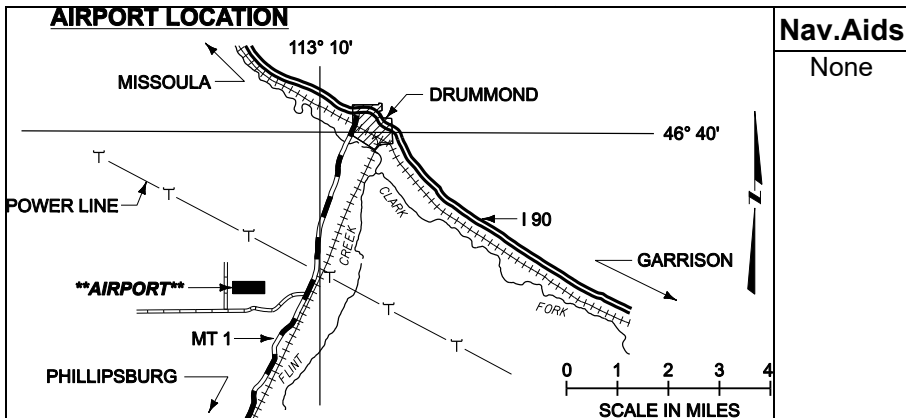 AIRPORT LOCATION
Nav.Aids
None
113° 10'
MISSOULA
DRUMMOND
46° 40'
POWER LINE
CLARK
I 90
N
CREEK
GARRISON
**AIRPORT**
FORK
MT 1
FLINT
PHILLIPSBURG
0 1 2 3 4
SCALE IN MILES